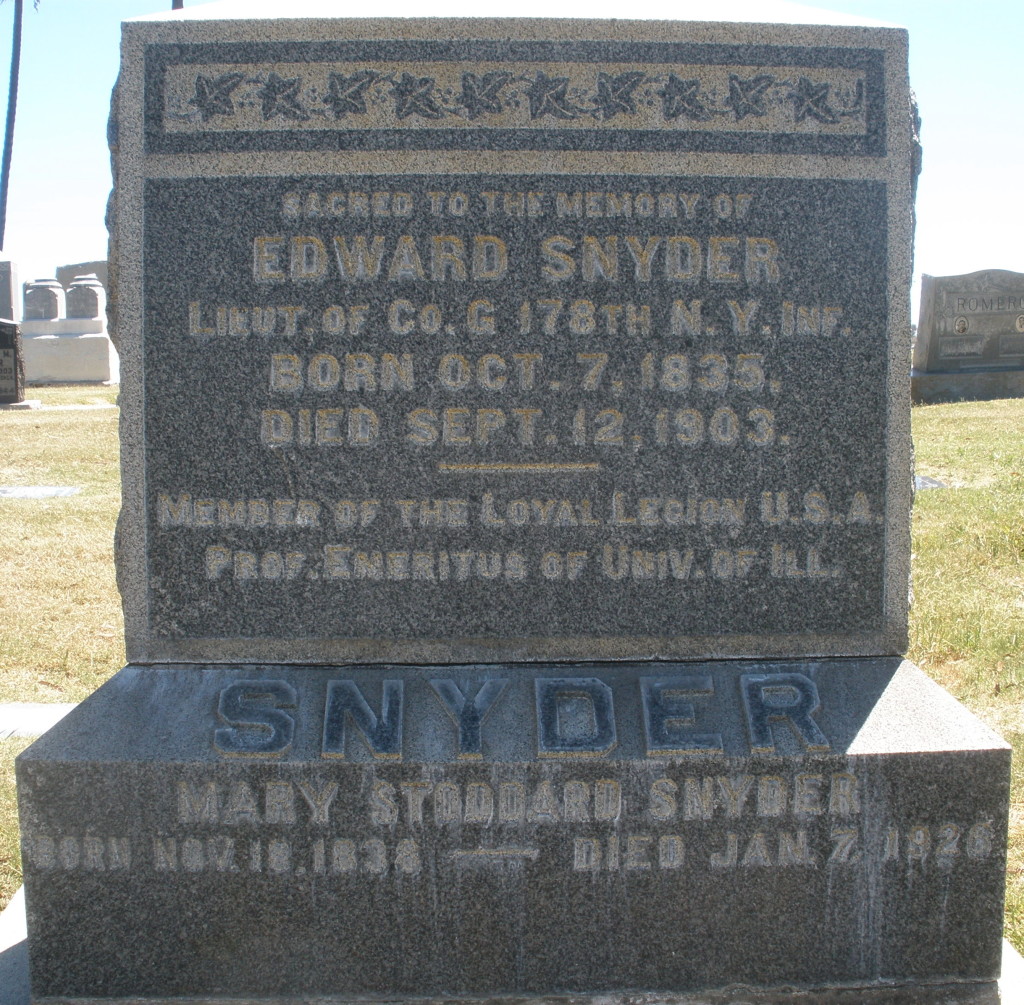 SACRED TO THE MEMORY OF
EDWARD SNYDER
LIEUT. OF CO. G 178TH N. Y. INF.
BORN OCT. 7, 1835.
DIED SEPT. 12, 1903.
MEMBER OF THE LOYAL LEGION U.S.A.
PROF. EMERITUS OF UNIV. OF ILL.
SNYDER
MARY STODDARD SNYDER
BORN NOV. 18, 1838 — DIED JAN. 7, 1926
ROMERO